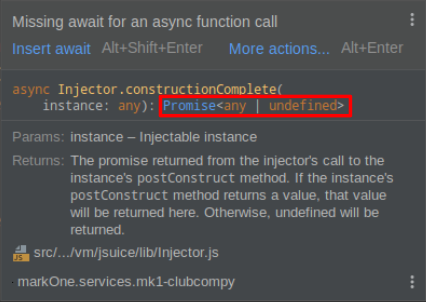 Missing await for an async function call
Insert await Alt+Shift+Enter More actions... Alt+Enter
async Injector.constructionComplete(
instance: any): Promise<any | undefined>
Params: instance – Injectable instance
Returns: The promise returned from the injector's call to the
instance's postConstruct method. If the instance's
postConstruct method returns a value, that value
will be returned here. Otherwise, undefined will be
returned.
JS src/.../vm/jsuice/lib/Injector.js
markOne.services.mk1-clubcompy